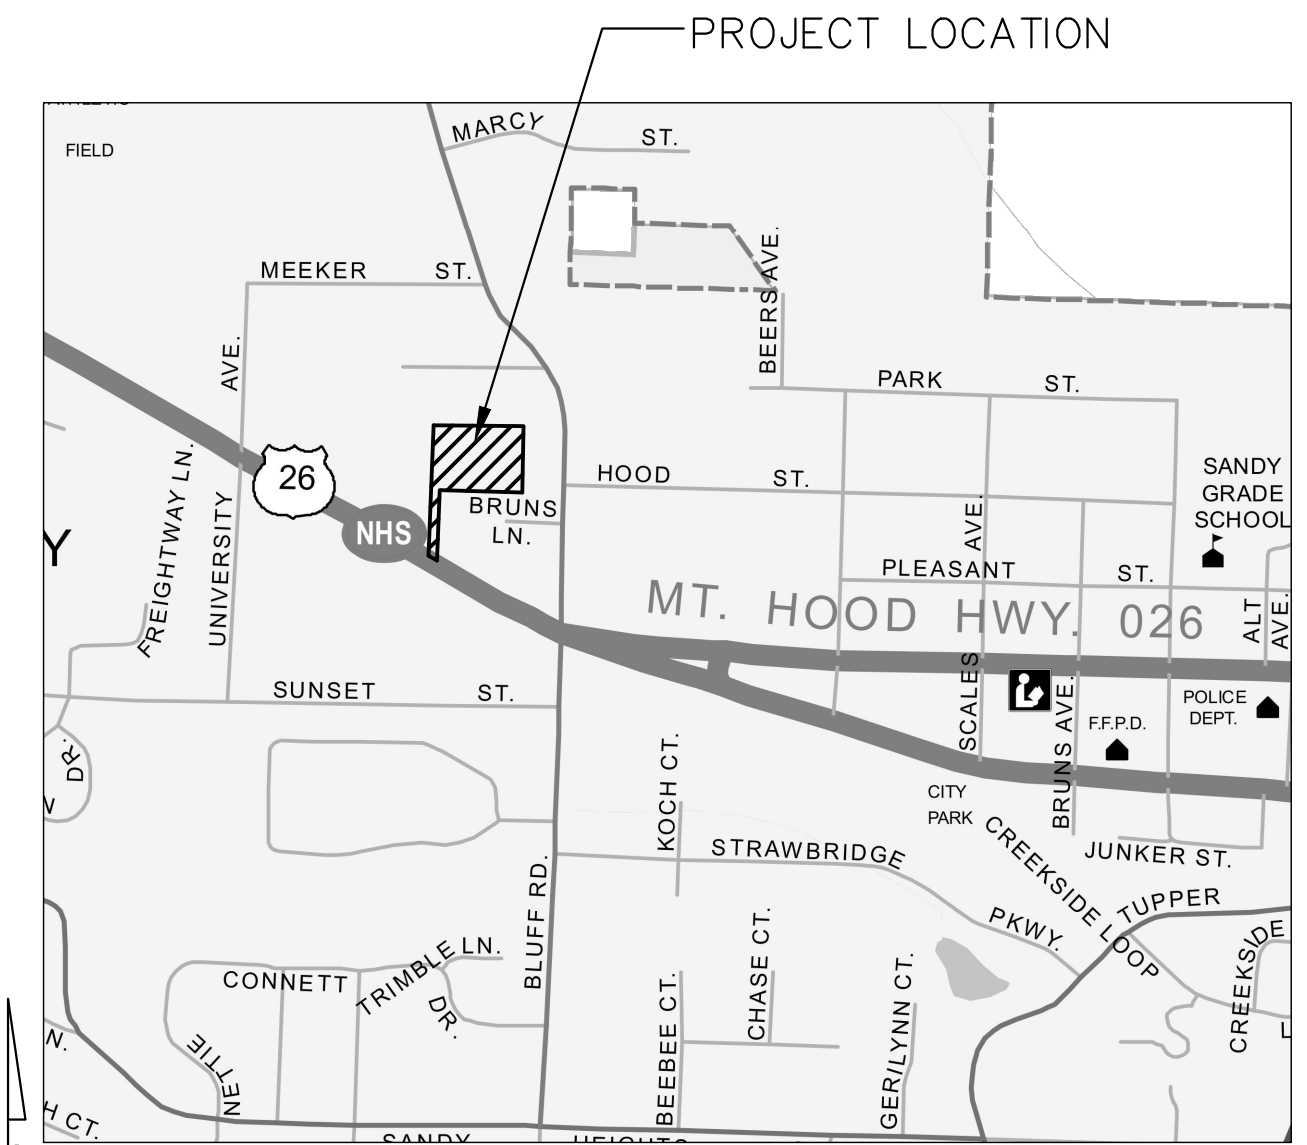 PROJECT LOCATION
FIELD
MARCY ST.
MEEKER ST.
BEERS AVE.
AVE.
PARK ST.
26
HOOD ST.
SANDY
GRADE
SCHOOL
BRUNS
LN.
NHS
FREIGHTWAY LN.
UNIVERSITY
AVE.
PLEASANT ST.
Y
MT. HOOD HWY. 026
ALT
AVE.
SUNSET ST.
SCALES
BRUNS AVE.
POLICE
DEPT.
F.F.P.D.
DR.
KOCH CT.
CITY
PARK
STRAWBRIDGE
PKWY.
CREEKSIDE LOOP
JUNKER ST.
TUPPER
BLUFF RD.
CONNETT
TRIMBLE LN.
DR.
NETTIE
BEEBEE CT.
CHASE CT.
GERILYNN CT.
CREEKSIDE
L
N.
H CT.
SANDY HEIGHTS